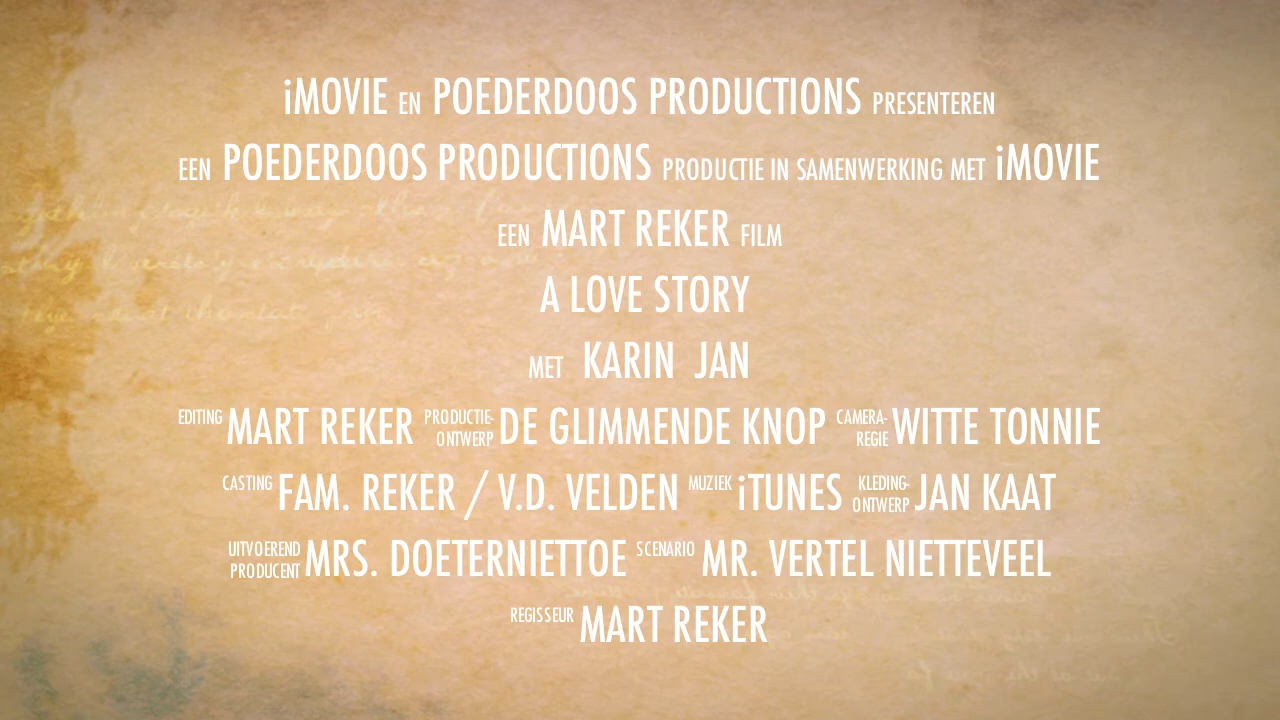 iMOVIE EN POEDERDOOS PRODUCTIONS PRESENTEREN
EEN POEDERDOOS PRODUCTIONS PRODUCTIE IN SAMENWERKING MET iMOVIE
EEN MART REKER FILM
A LOVE STORY
MET KARIN JAN
EDITING MART REKER PRODUCTIE-ONTWERP DE GLIMMENDE KNOP CAMERA-REGIE WITTE TONNIE
CASTING FAM. REKER / V.D. VELDEN MUZIEK iTUNES KLEDING-ONTWERP JAN KAAT
UITVOEREND PRODUCENT MRS. DOETERNIETTOE SCENARIO MR. VERTEL NIETTEVEEL
REGISSEUR MART REKER